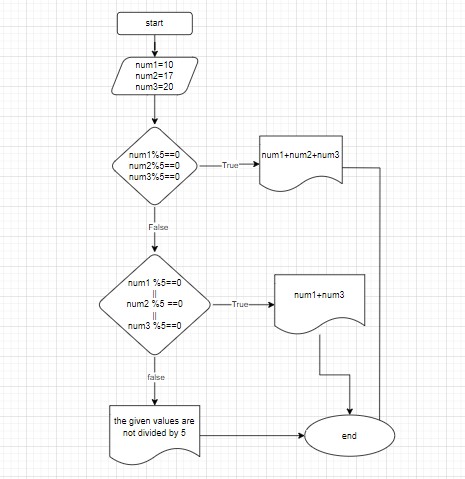 start
num1=10
num2=17
num3=20
num1%5==0
num2%5==0
num3%5==0
True
num1+num2+num3
False
num1 %5==0
||
num2 %5 ==0
||
num3 %5==0
True
num1+num3
false
the given values are
not divided by 5
end